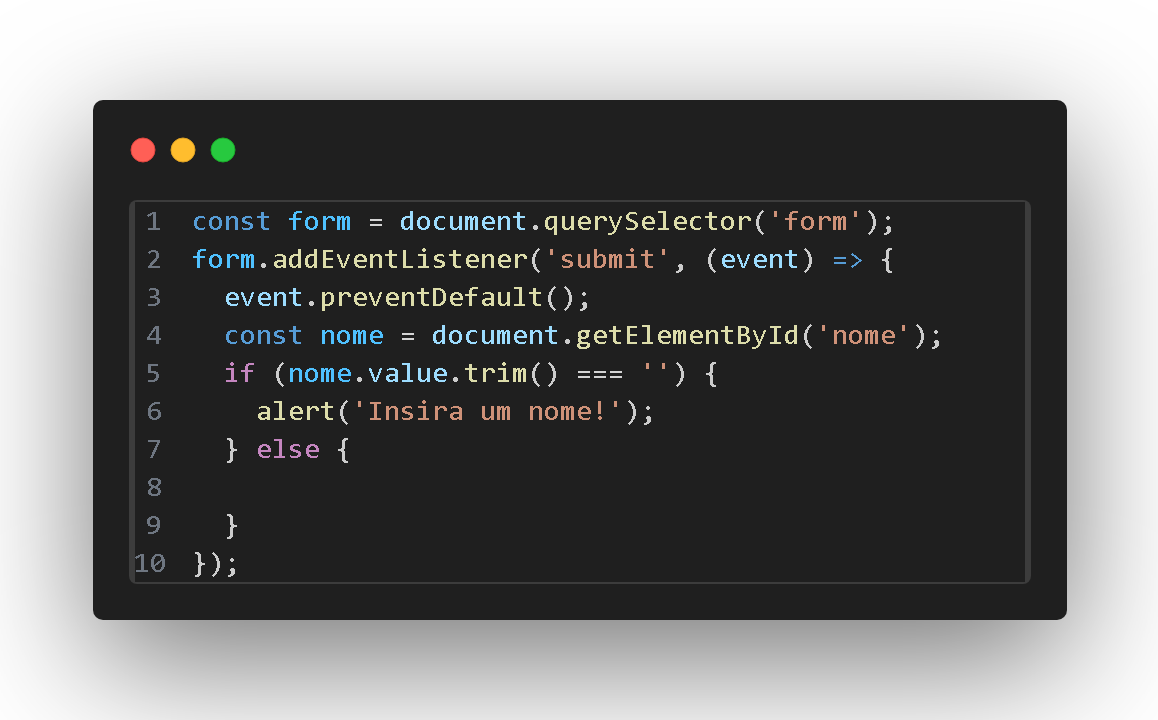 1 const form = document.querySelector('form');
2 form.addEventListener('submit', (event) => {
3   event.preventDefault();
4   const nome = document.getElementById('nome');
5   if (nome.value.trim() === '') {
6     alert('Insira um nome!');
7   } else {
8
9   }
10 });